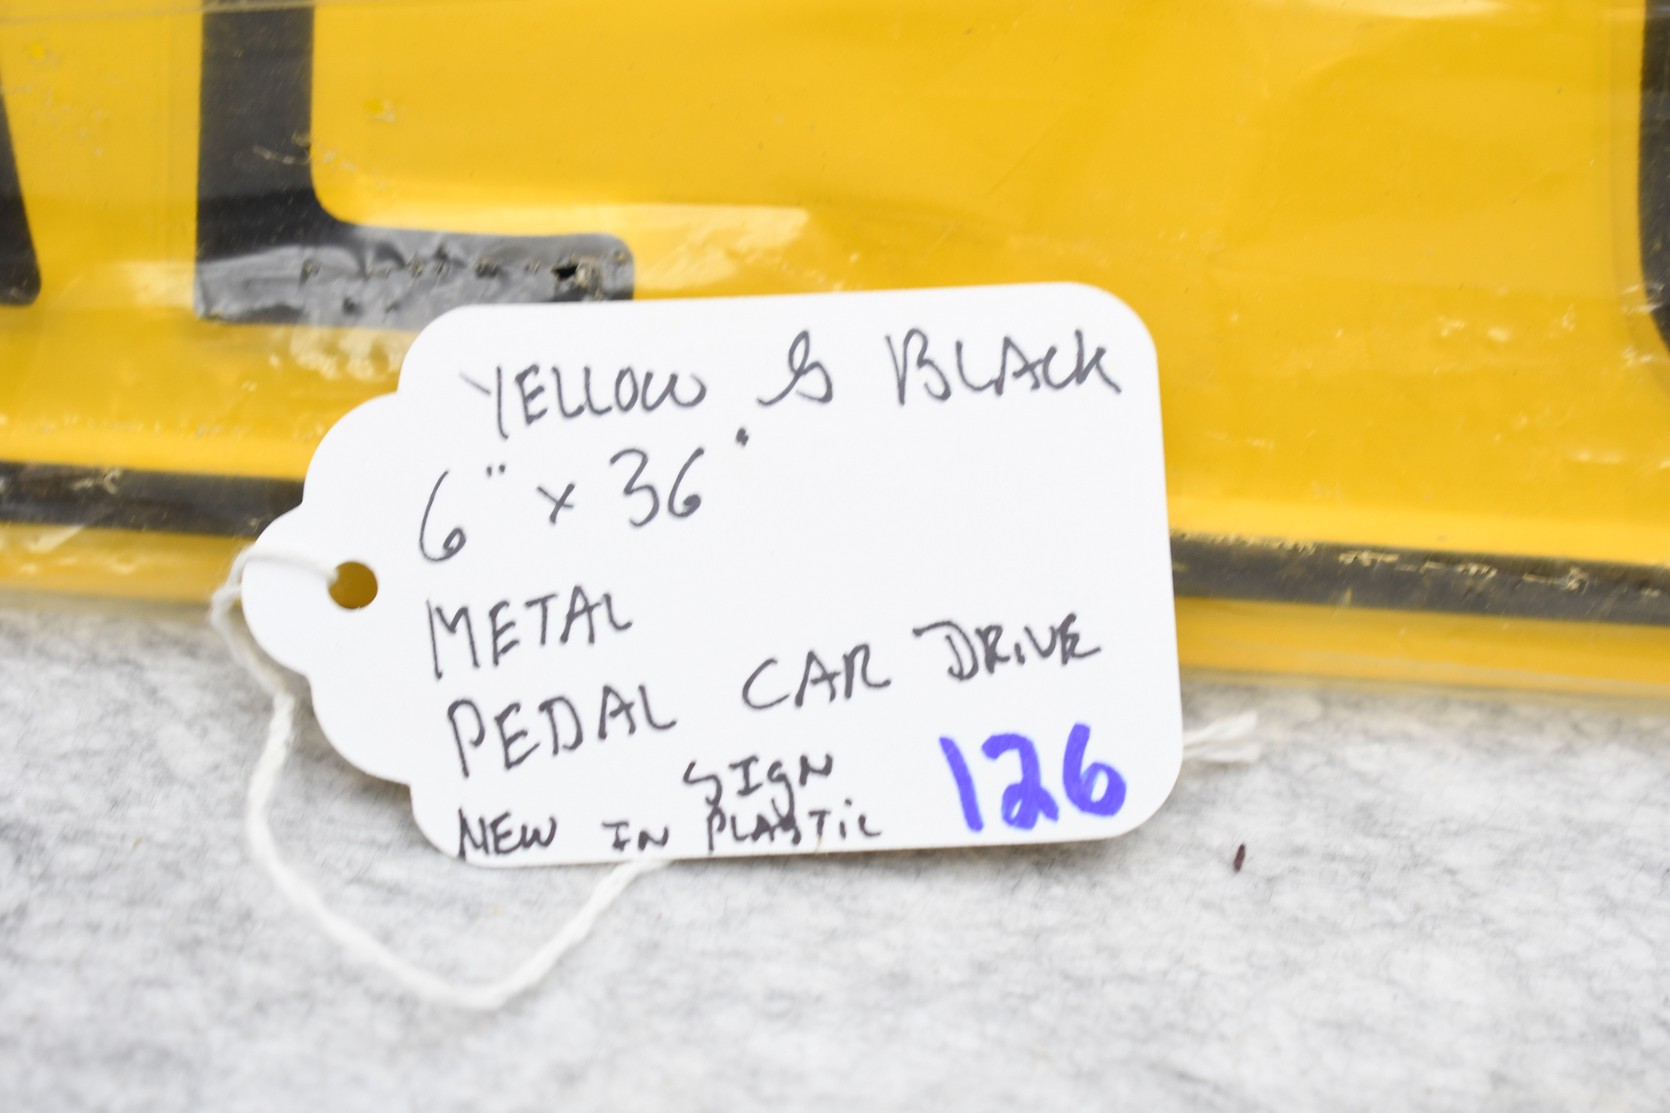 YELLOW & BLACK
6" x 36"
METAL
PEDAL CAR DRIVE
SIGN
NEW IN PLASTIC
126